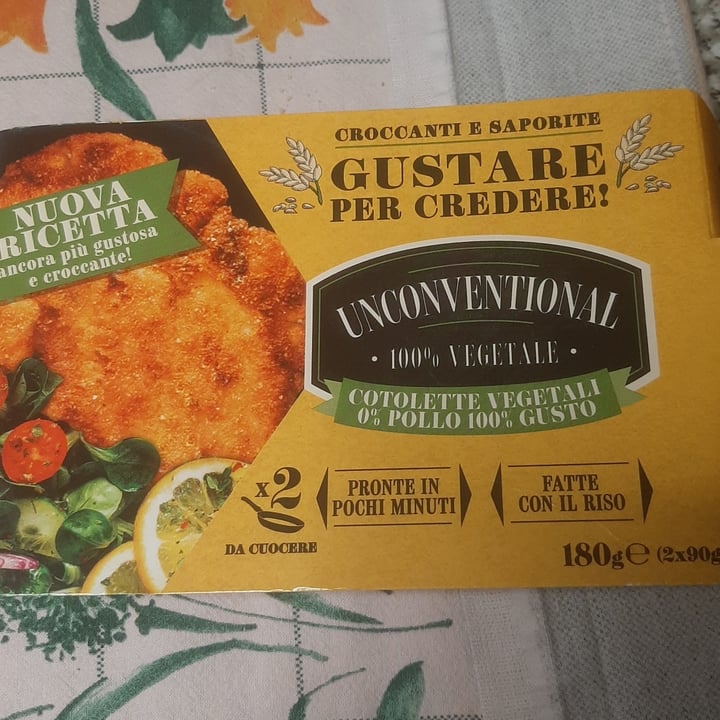 CROCCANTI E SAPORITE
GUSTARE
PER CREDERE!
NUOVA
RICETTA
ancora più gustosa
e croccante!
UNCONVENTIONAL
• 100% VEGETALE •
COTOLETTE VEGETALI
0% POLLO 100% GUSTO
x2
DA CUOCERE
PRONTE IN
POCHI MINUTI
FATTE
CON IL RISO
180g℮ (2x90g